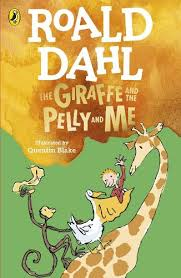 ROALD
DAHL
THE GIRAFFE AND THE
PELLY AND ME
Illustrated by
Quentin Blake